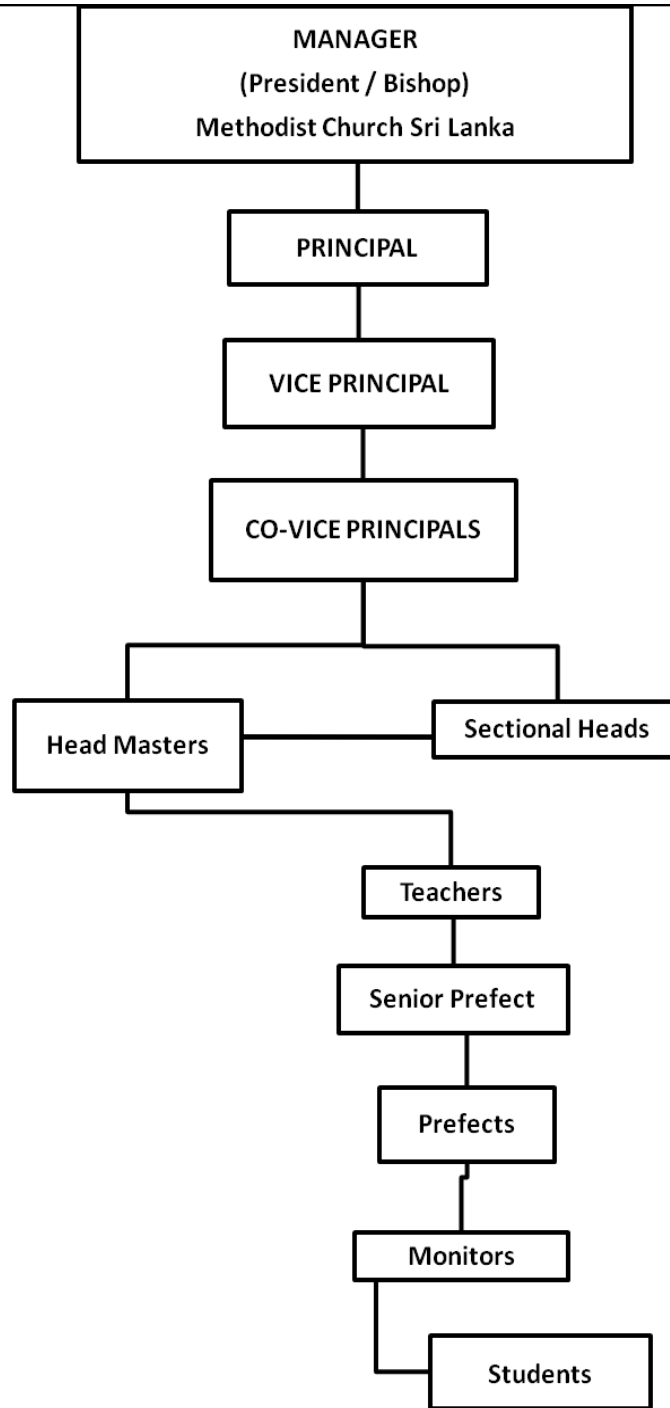 MANAGER
(President / Bishop)
Methodist Church Sri Lanka
PRINCIPAL
VICE PRINCIPAL
CO-VICE PRINCIPALS
Head Masters
Sectional Heads
Teachers
Senior Prefect
Prefects
Monitors
Students